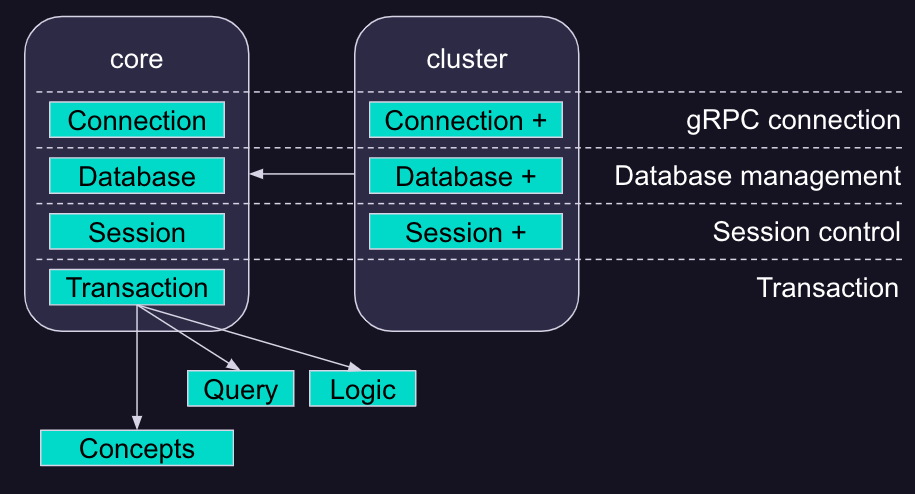 core
cluster
Connection
Connection +
gRPC connection
Database
Database +
Database management
Session
Session +
Session control
Transaction
Transaction
Query
Logic
Concepts